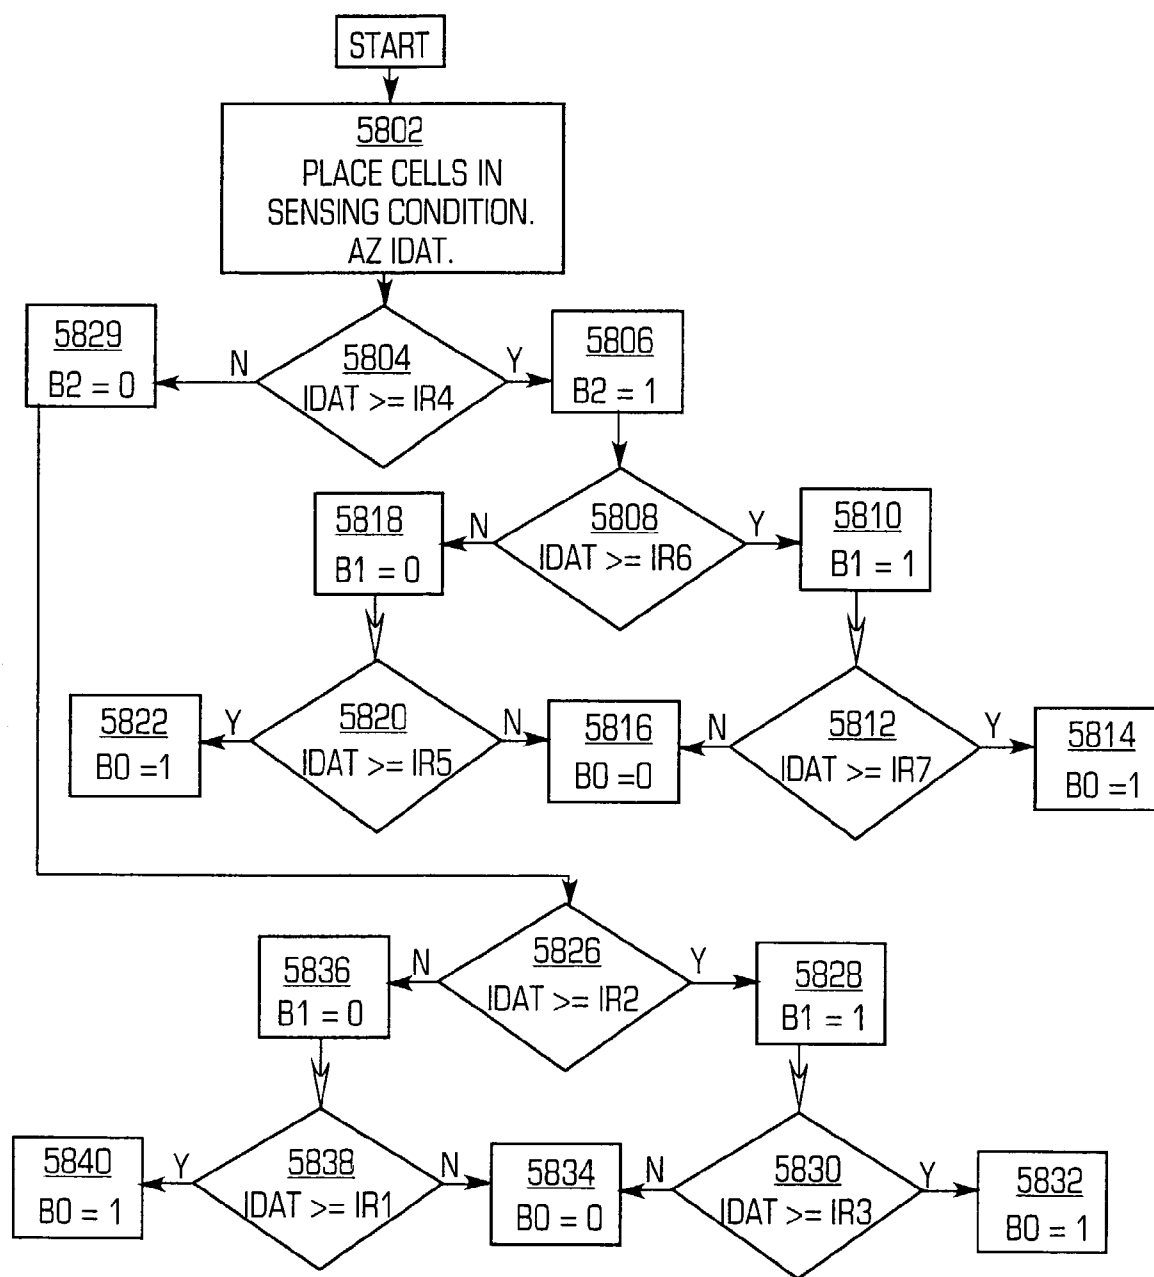 START
5802
PLACE CELLS IN
SENSING CONDITION.
AZ IDAT.
5829
B2 = 0
N
5804
IDAT >= IR4
Y
5806
B2 = 1
5818
B1 = 0
N
5808
IDAT >= IR6
Y
5810
B1 = 1
5822
B0 =1
Y
5820
IDAT >= IR5
N
5816
B0 =0
N
5812
IDAT >= IR7
Y
5814
B0 =1
5836
B1 = 0
N
5826
IDAT >= IR2
Y
5828
B1 = 1
5840
B0 = 1
Y
5838
IDAT >= IR1
N
5834
B0 = 0
N
5830
IDAT >= IR3
Y
5832
B0 = 1